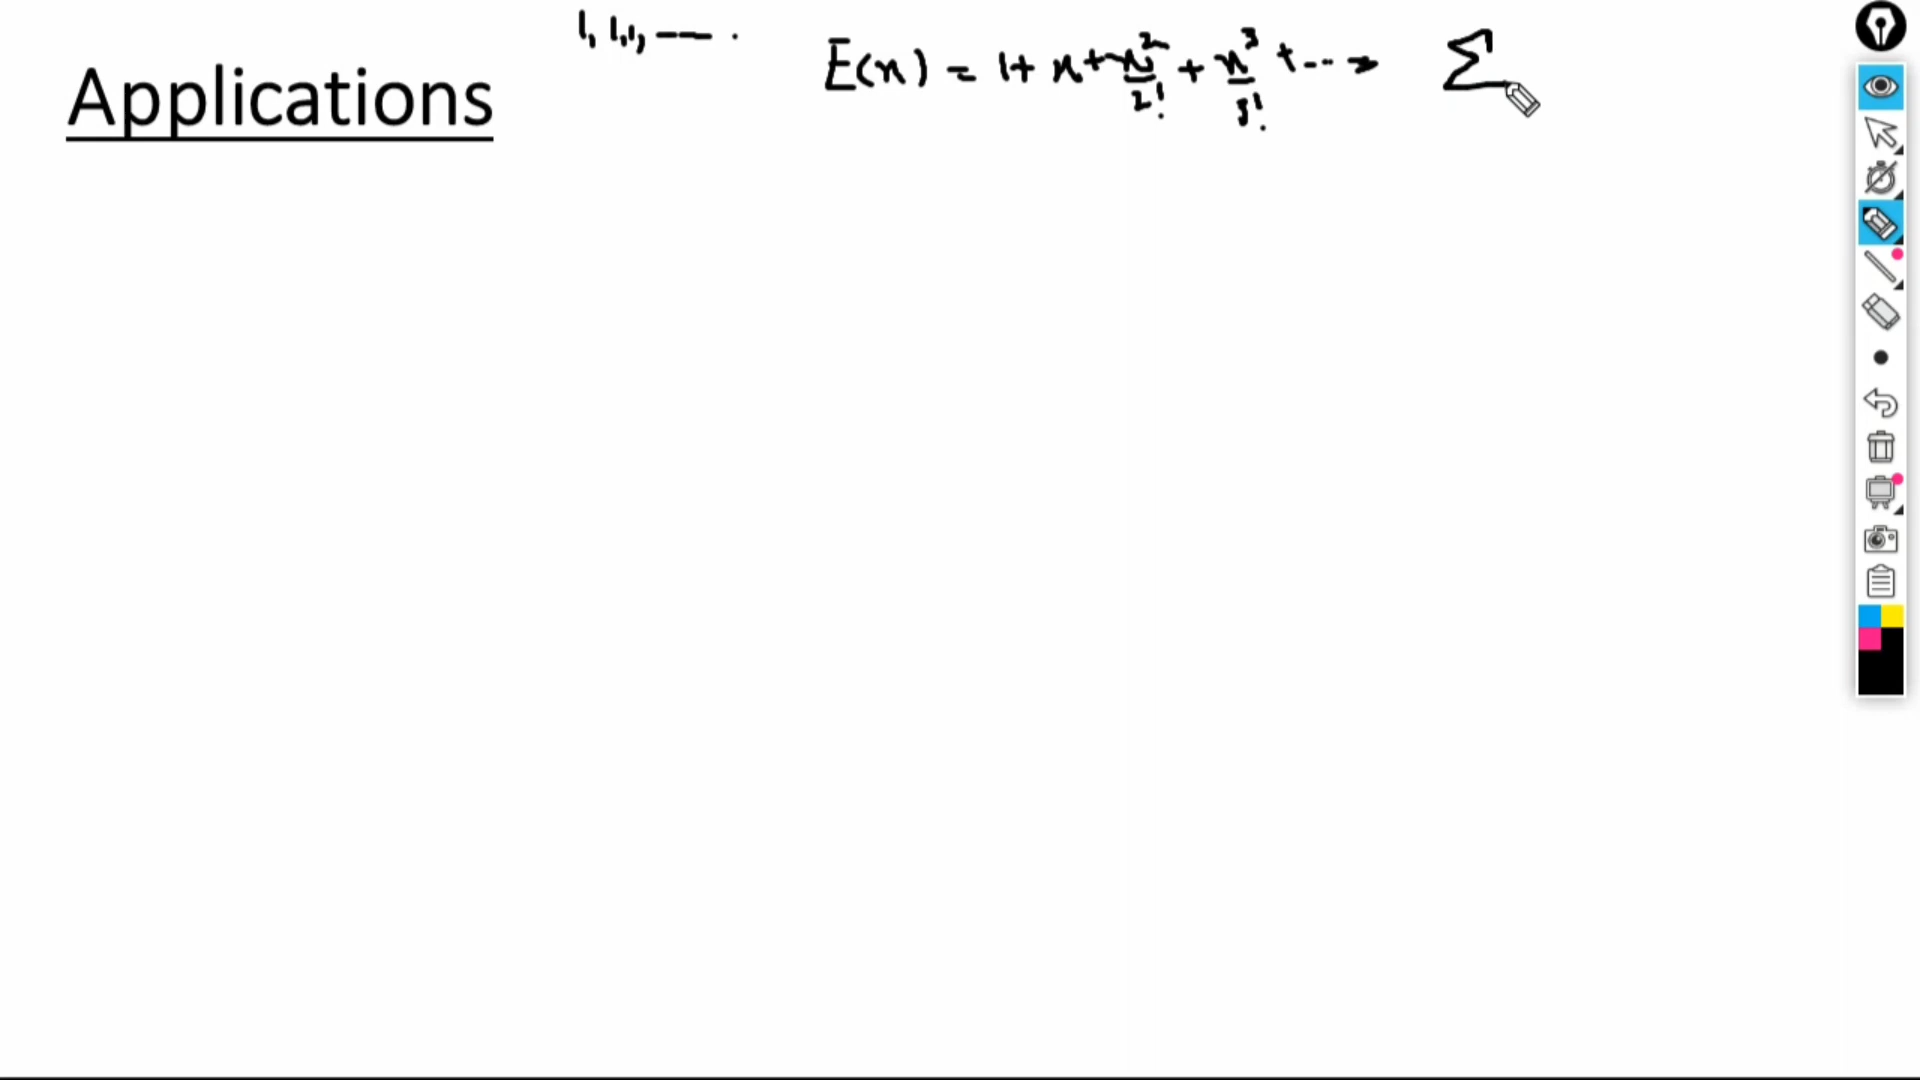 1, 1, 1, — — .
E(x) = 1 + x + x²/2! + x³/3! + ... = Σ
Applications